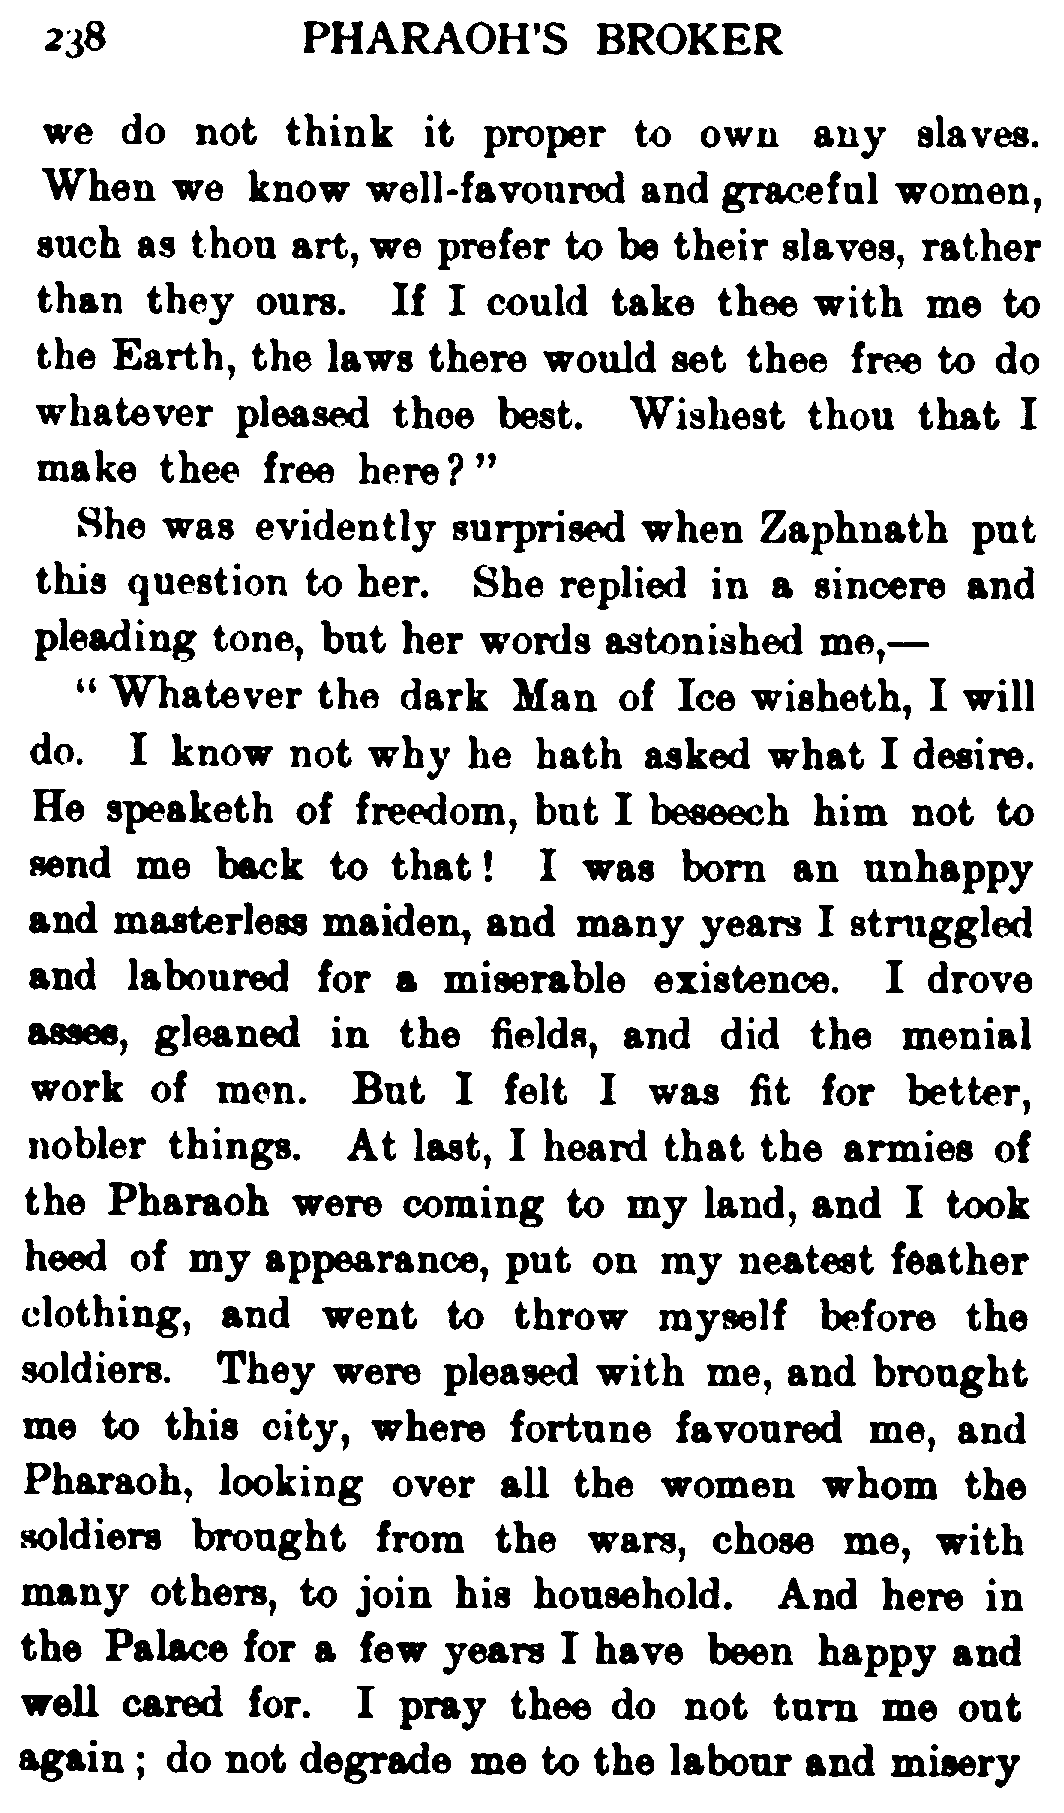 238 PHARAOH'S BROKER
we do not think it proper to own any slaves.
When we know well-favoured and graceful women,
such as thou art, we prefer to be their slaves, rather
than they ours. If I could take thee with me to
the Earth, the laws there would set thee free to do
whatever pleased thee best. Wishest thou that I
make thee free here?"
She was evidently surprised when Zaphnath put
this question to her. She replied in a sincere and
pleading tone, but her words astonished me,—
"Whatever the dark Man of Ice wisheth, I will
do. I know not why he hath asked what I desire.
He speaketh of freedom, but I beseech him not to
send me back to that! I was born an unhappy
and masterless maiden, and many years I struggled
and laboured for a miserable existence. I drove
asses, gleaned in the fields, and did the menial
work of men. But I felt I was fit for better,
nobler things. At last, I heard that the armies of
the Pharaoh were coming to my land, and I took
heed of my appearance, put on my neatest feather
clothing, and went to throw myself before the
soldiers. They were pleased with me, and brought
me to this city, where fortune favoured me, and
Pharaoh, looking over all the women whom the
soldiers brought from the wars, chose me, with
many others, to join his household. And here in
the Palace for a few years I have been happy and
well cared for. I pray thee do not turn me out
again; do not degrade me to the labour and misery